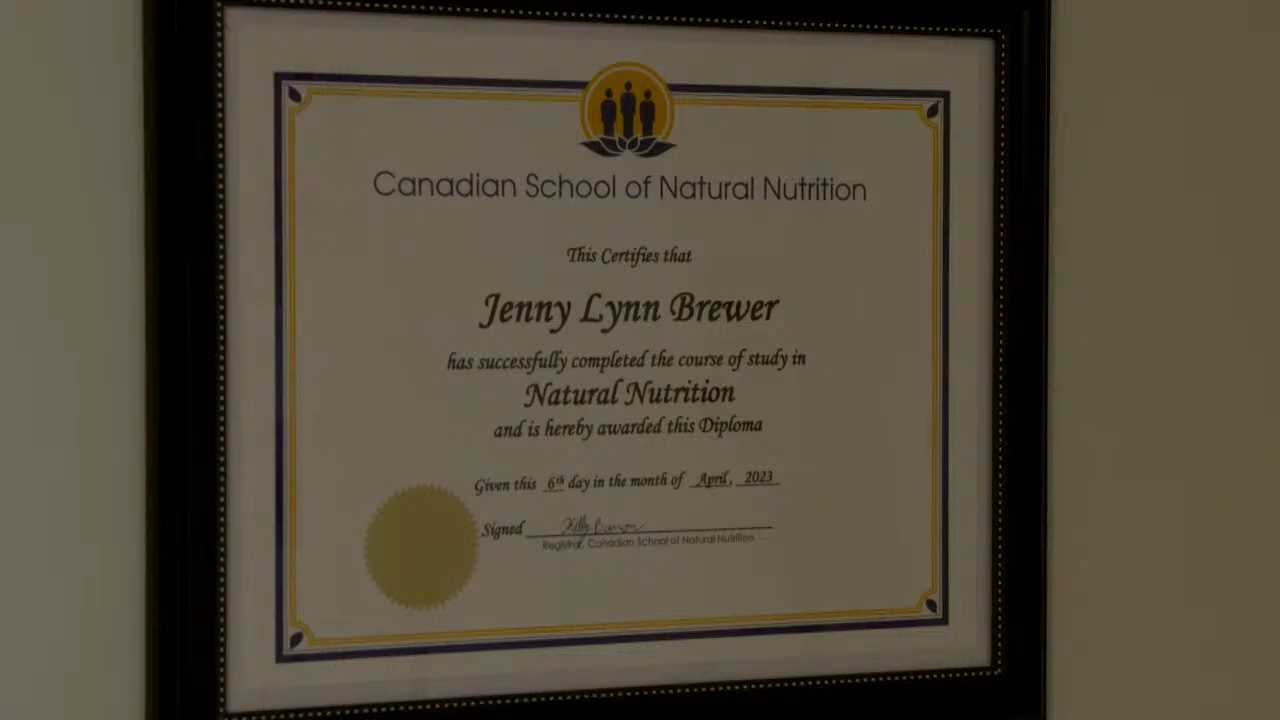 Canadian School of Natural Nutrition
This Certifies that
Jenny Lynn Brewer
has successfully completed the course of study in
Natural Nutrition
and is hereby awarded this Diploma
Given this 6th day in the month of April, 2023
Signed
Registrar, Canadian School of Natural Nutrition